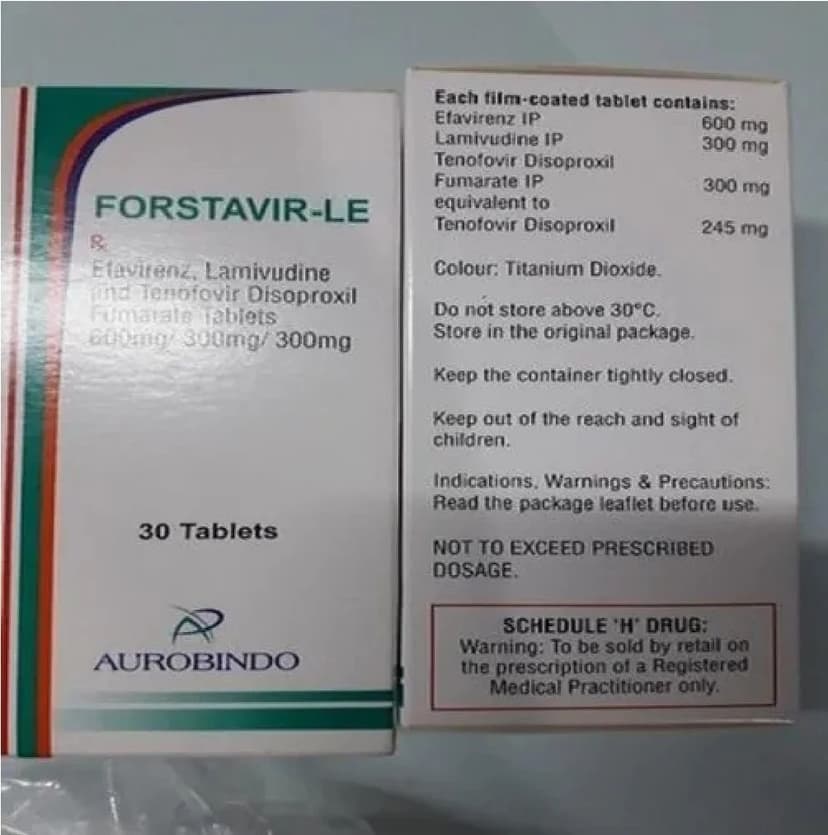 FORSTAVIR-LE
Rx
Efavirenz, Lamivudine
and Tenofovir Disoproxil
Fumarate Tablets
600mg/ 300mg/ 300mg
30 Tablets
AUROBINDO
Each film-coated tablet contains:
Efavirenz IP 600 mg
Lamivudine IP 300 mg
Tenofovir Disoproxil
Fumarate IP 300 mg
equivalent to
Tenofovir Disoproxil 245 mg
Colour: Titanium Dioxide.
Do not store above 30°C.
Store in the original package.
Keep the container tightly closed.
Keep out of the reach and sight of
children.
Indications, Warnings & Precautions:
Read the package leaflet before use.
NOT TO EXCEED PRESCRIBED
DOSAGE.
SCHEDULE 'H' DRUG:
Warning: To be sold by retail on
the prescription of a Registered
Medical Practitioner only.